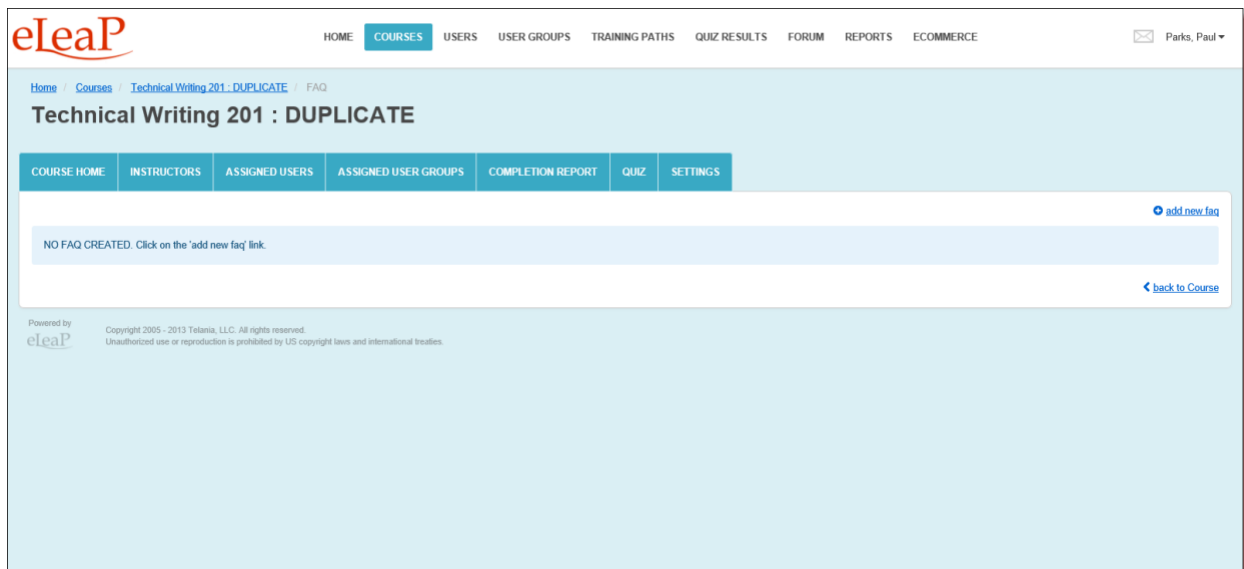 eLeaP
HOME COURSES USERS USER GROUPS TRAINING PATHS QUIZ RESULTS FORUM REPORTS ECOMMERCE Parks, Paul
Home / Courses / Technical Writing 201 : DUPLICATE / FAQ
Technical Writing 201 : DUPLICATE
COURSE HOME INSTRUCTORS ASSIGNED USERS ASSIGNED USER GROUPS COMPLETION REPORT QUIZ SETTINGS
add new faq
NO FAQ CREATED. Click on the 'add new faq' link.
back to Course
Powered by
eLeaP
Copyright 2005 - 2013 Telania, LLC. All rights reserved.
Unauthorized use or reproduction is prohibited by US copyright laws and international treaties.